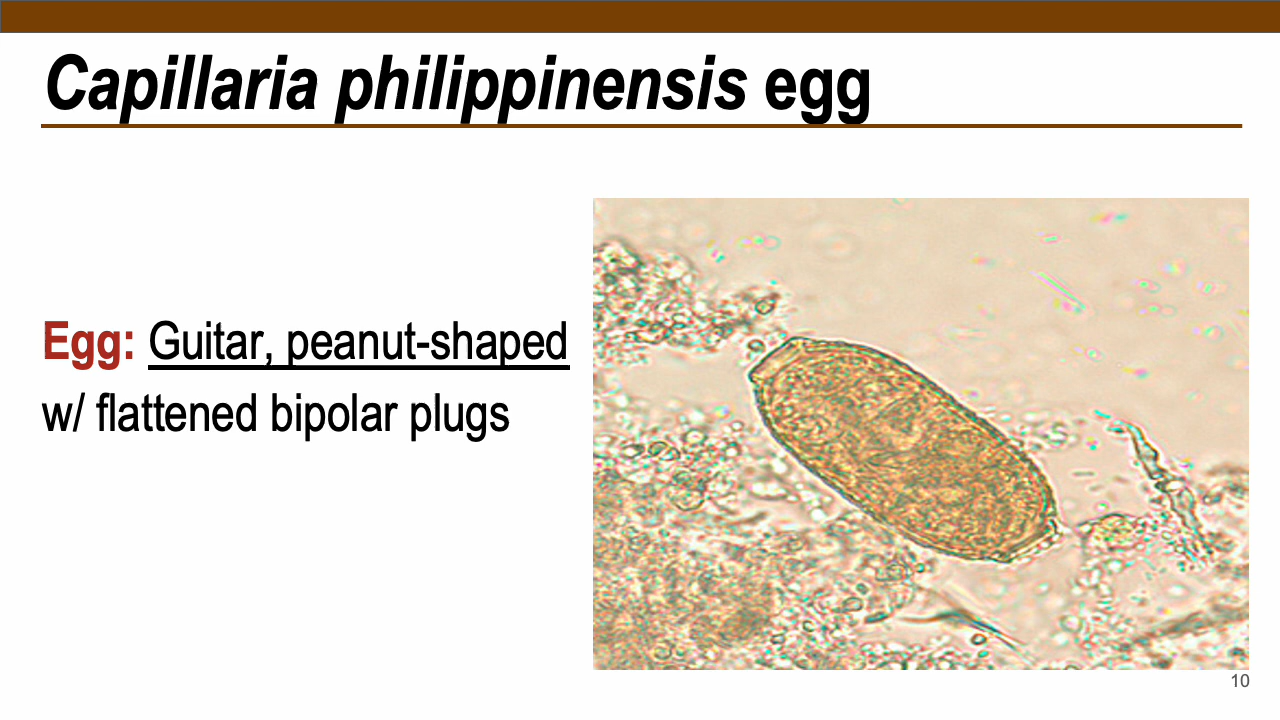 Capillaria philippinensis egg
Egg: Guitar, peanut-shaped
w/ flattened bipolar plugs
10